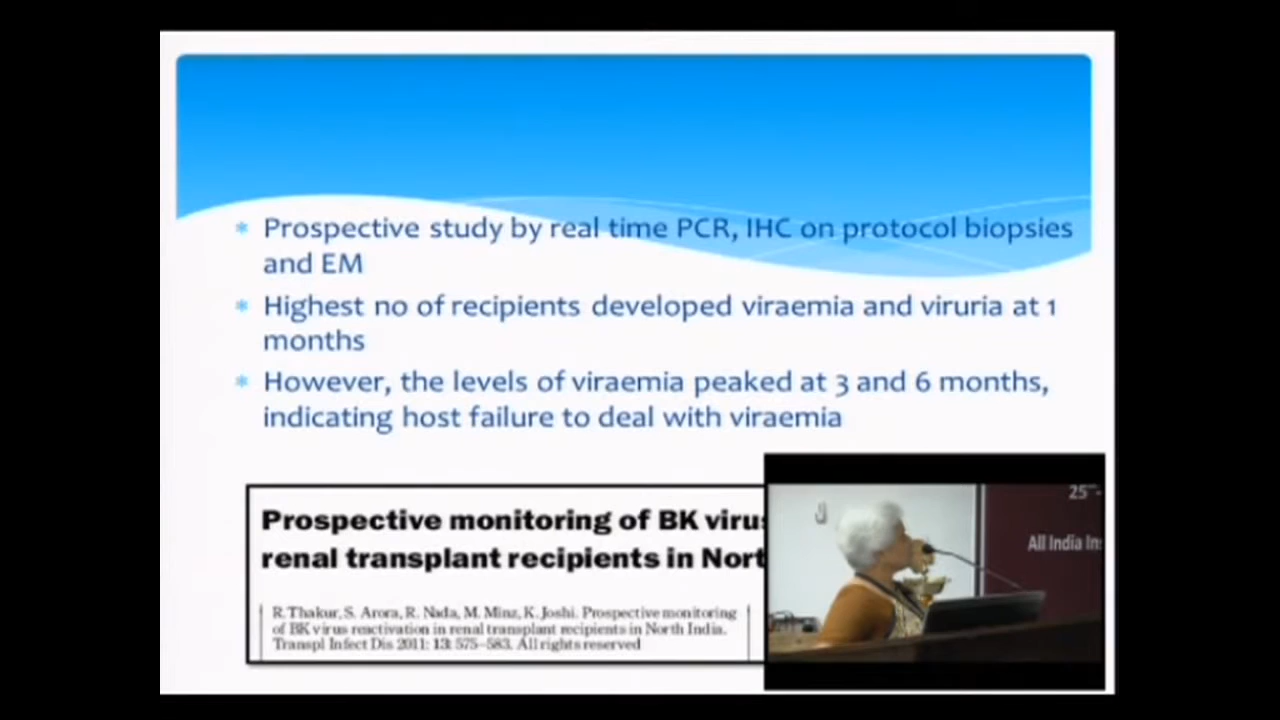 Prospective study by real time PCR, IHC on protocol biopsies
and EM
Highest no of recipients developed viraemia and viruria at 1
months
However, the levels of viraemia peaked at 3 and 6 months,
indicating host failure to deal with viraemia
Prospective monitoring of BK virus
renal transplant recipients in Nort
R. Thakur, S. Arora, R. Nada, M. Minz, K. Joshi. Prospective monitoring
of BK virus reactivation in renal transplant recipients in North India.
Transpl Infect Dis 2011: 13: 575–583. All rights reserved
25
All India Ins